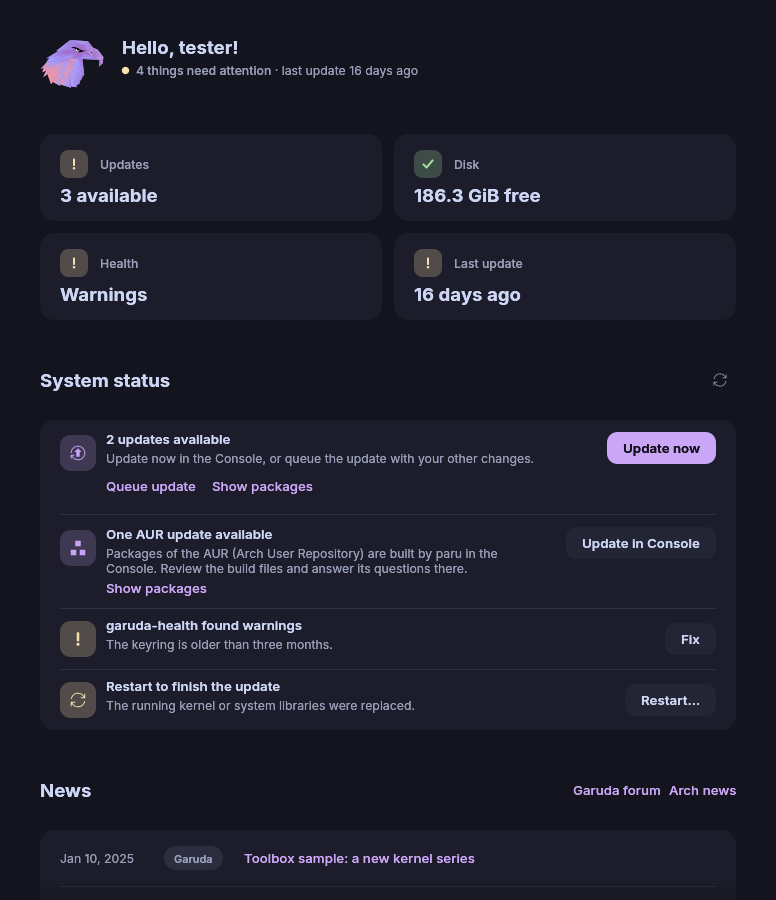 Hello, tester!
4 things need attention · last update 16 days ago
Updates
3 available
Disk
186.3 GiB free
Health
Warnings
Last update
16 days ago
System status
2 updates available
Update now in the Console, or queue the update with your other changes.
Update now
Queue update Show packages
One AUR update available
Packages of the AUR (Arch User Repository) are built by paru in the
Console. Review the build files and answer its questions there.
Update in Console
Show packages
garuda-health found warnings
The keyring is older than three months.
Fix
Restart to finish the update
The running kernel or system libraries were replaced.
Restart...
News
Garuda forum Arch news
Jan 10, 2025 Garuda Toolbox sample: a new kernel series